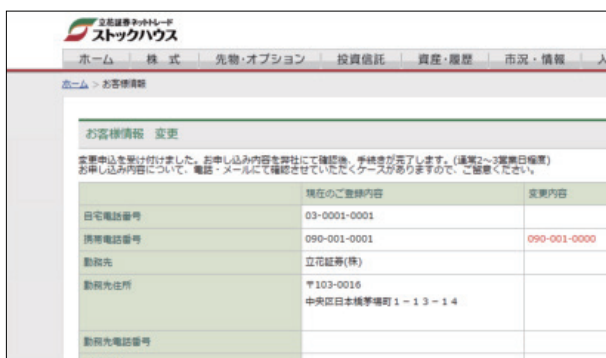 立花証券ネットトレード
ストックハウス
ホーム 株 式 先物・オプション 投資信託 資産・履歴 市況・情報 入
ホーム > お客様情報
お客様情報 変更
変更申込を受け付けました。お申し込み内容を弊社にて確認後、手続きが完了します。(通常2～3営業日程度)
お申し込み内容について、電話・メールにて確認させていただくケースがありますので、ご留意ください。
現在のご登録内容 変更内容
自宅電話番号 03-0001-0001
携帯電話番号 090-001-0001 090-001-0000
勤務先 立花証券(株)
勤務先住所 〒103-0016
中央区日本橋茅場町１－１３－１４
勤務先電話番号